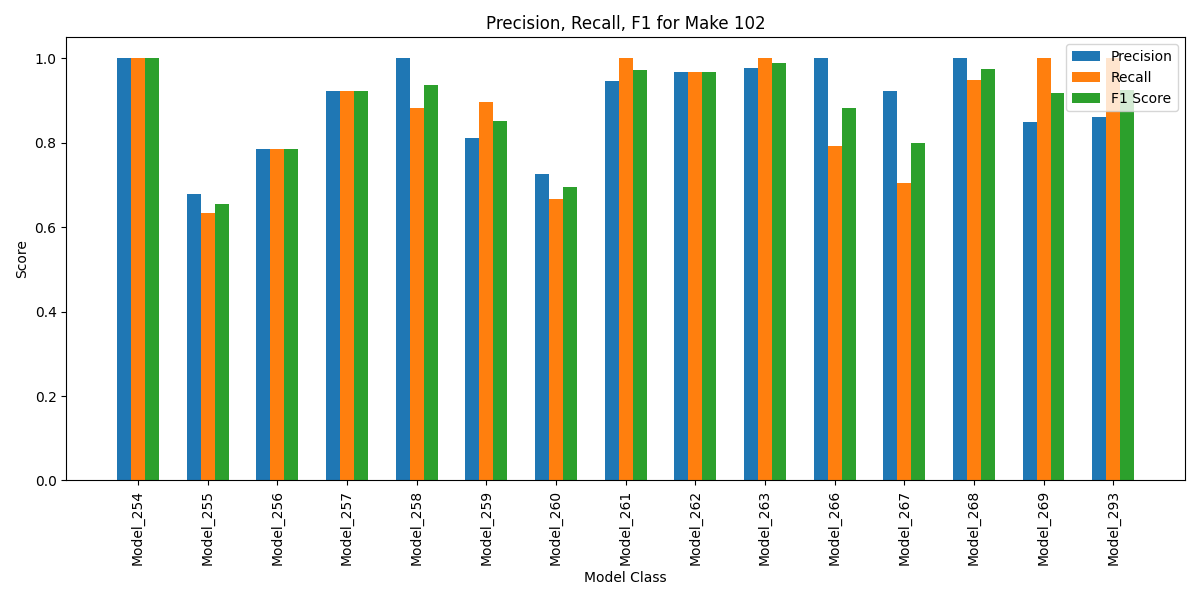 Precision, Recall, F1 for Make 102
Precision
Recall
F1 Score
Score
1.0
0.8
0.6
0.4
0.2
0.0
Model_254
Model_255
Model_256
Model_257
Model_258
Model_259
Model_260
Model_261
Model_262
Model_263
Model_266
Model_267
Model_268
Model_269
Model_293
Model Class